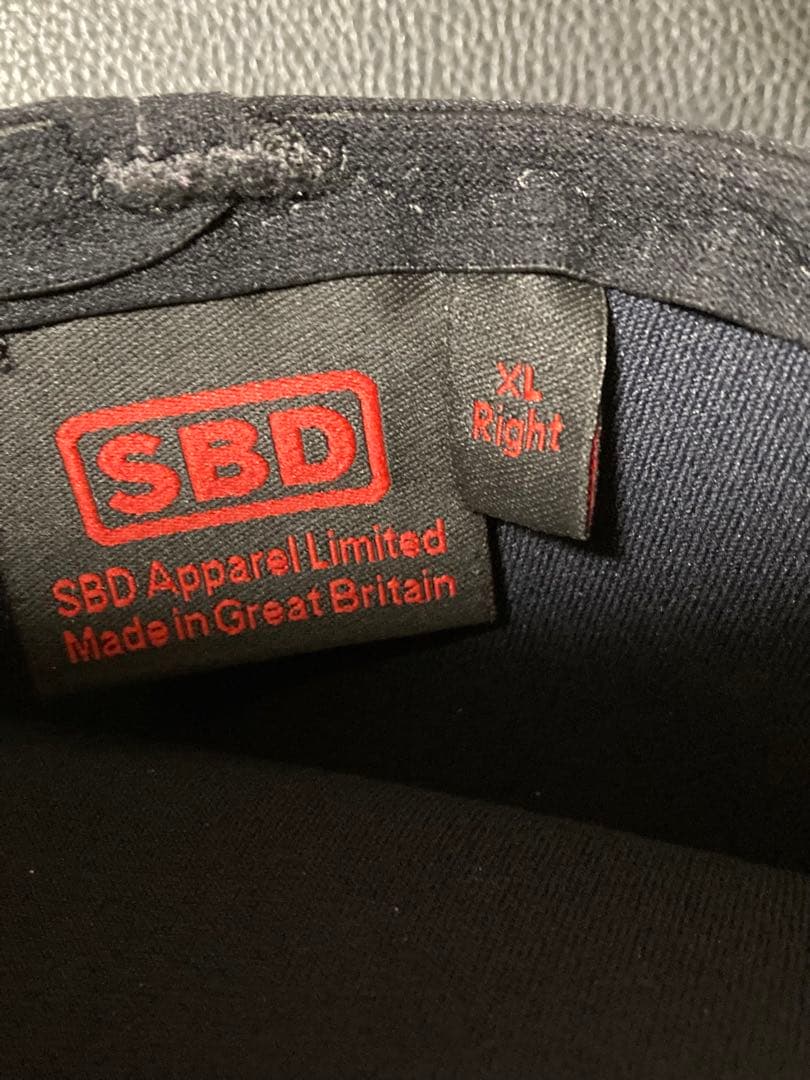 SBD
SBD Apparel Limited
Made in Great Britain
XL
Right